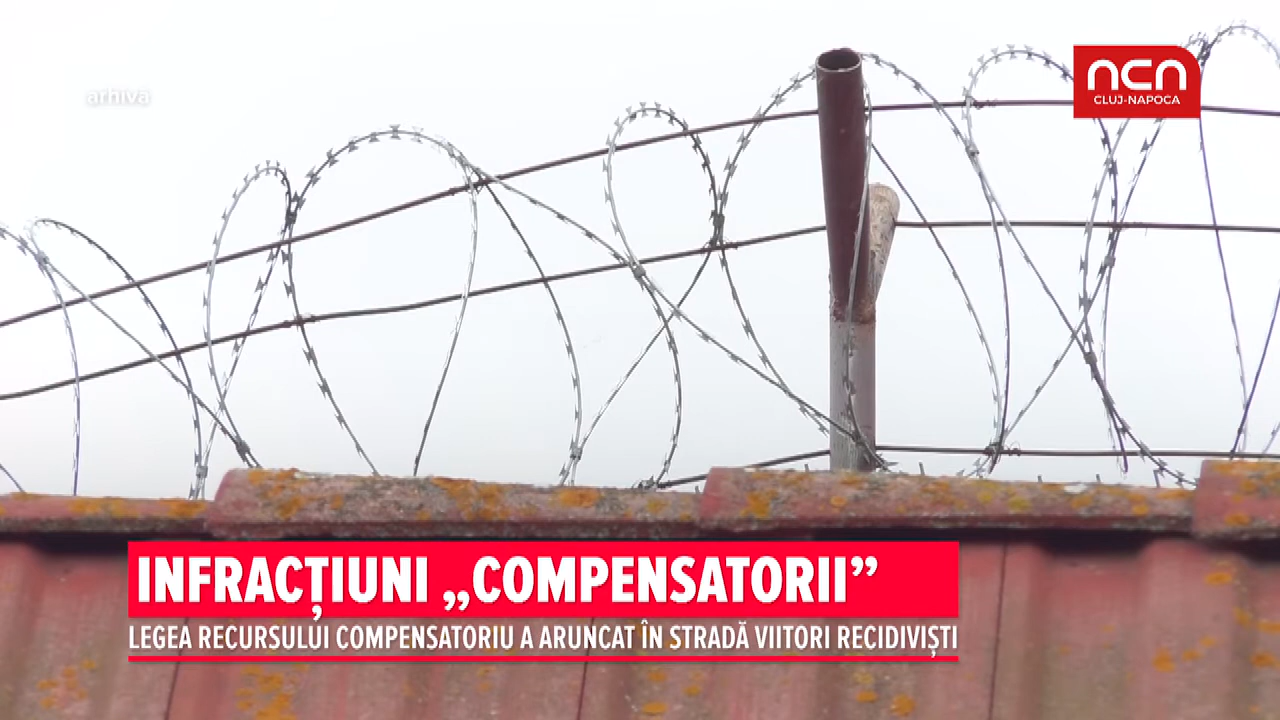 arhiva
ncn
CLUJ-NAPOCA
INFRACȚIUNI „COMPENSATORII”
LEGEA RECURSULUI COMPENSATORIU A ARUNCAT ÎN STRADĂ VIITORI RECIDIVIȘTI